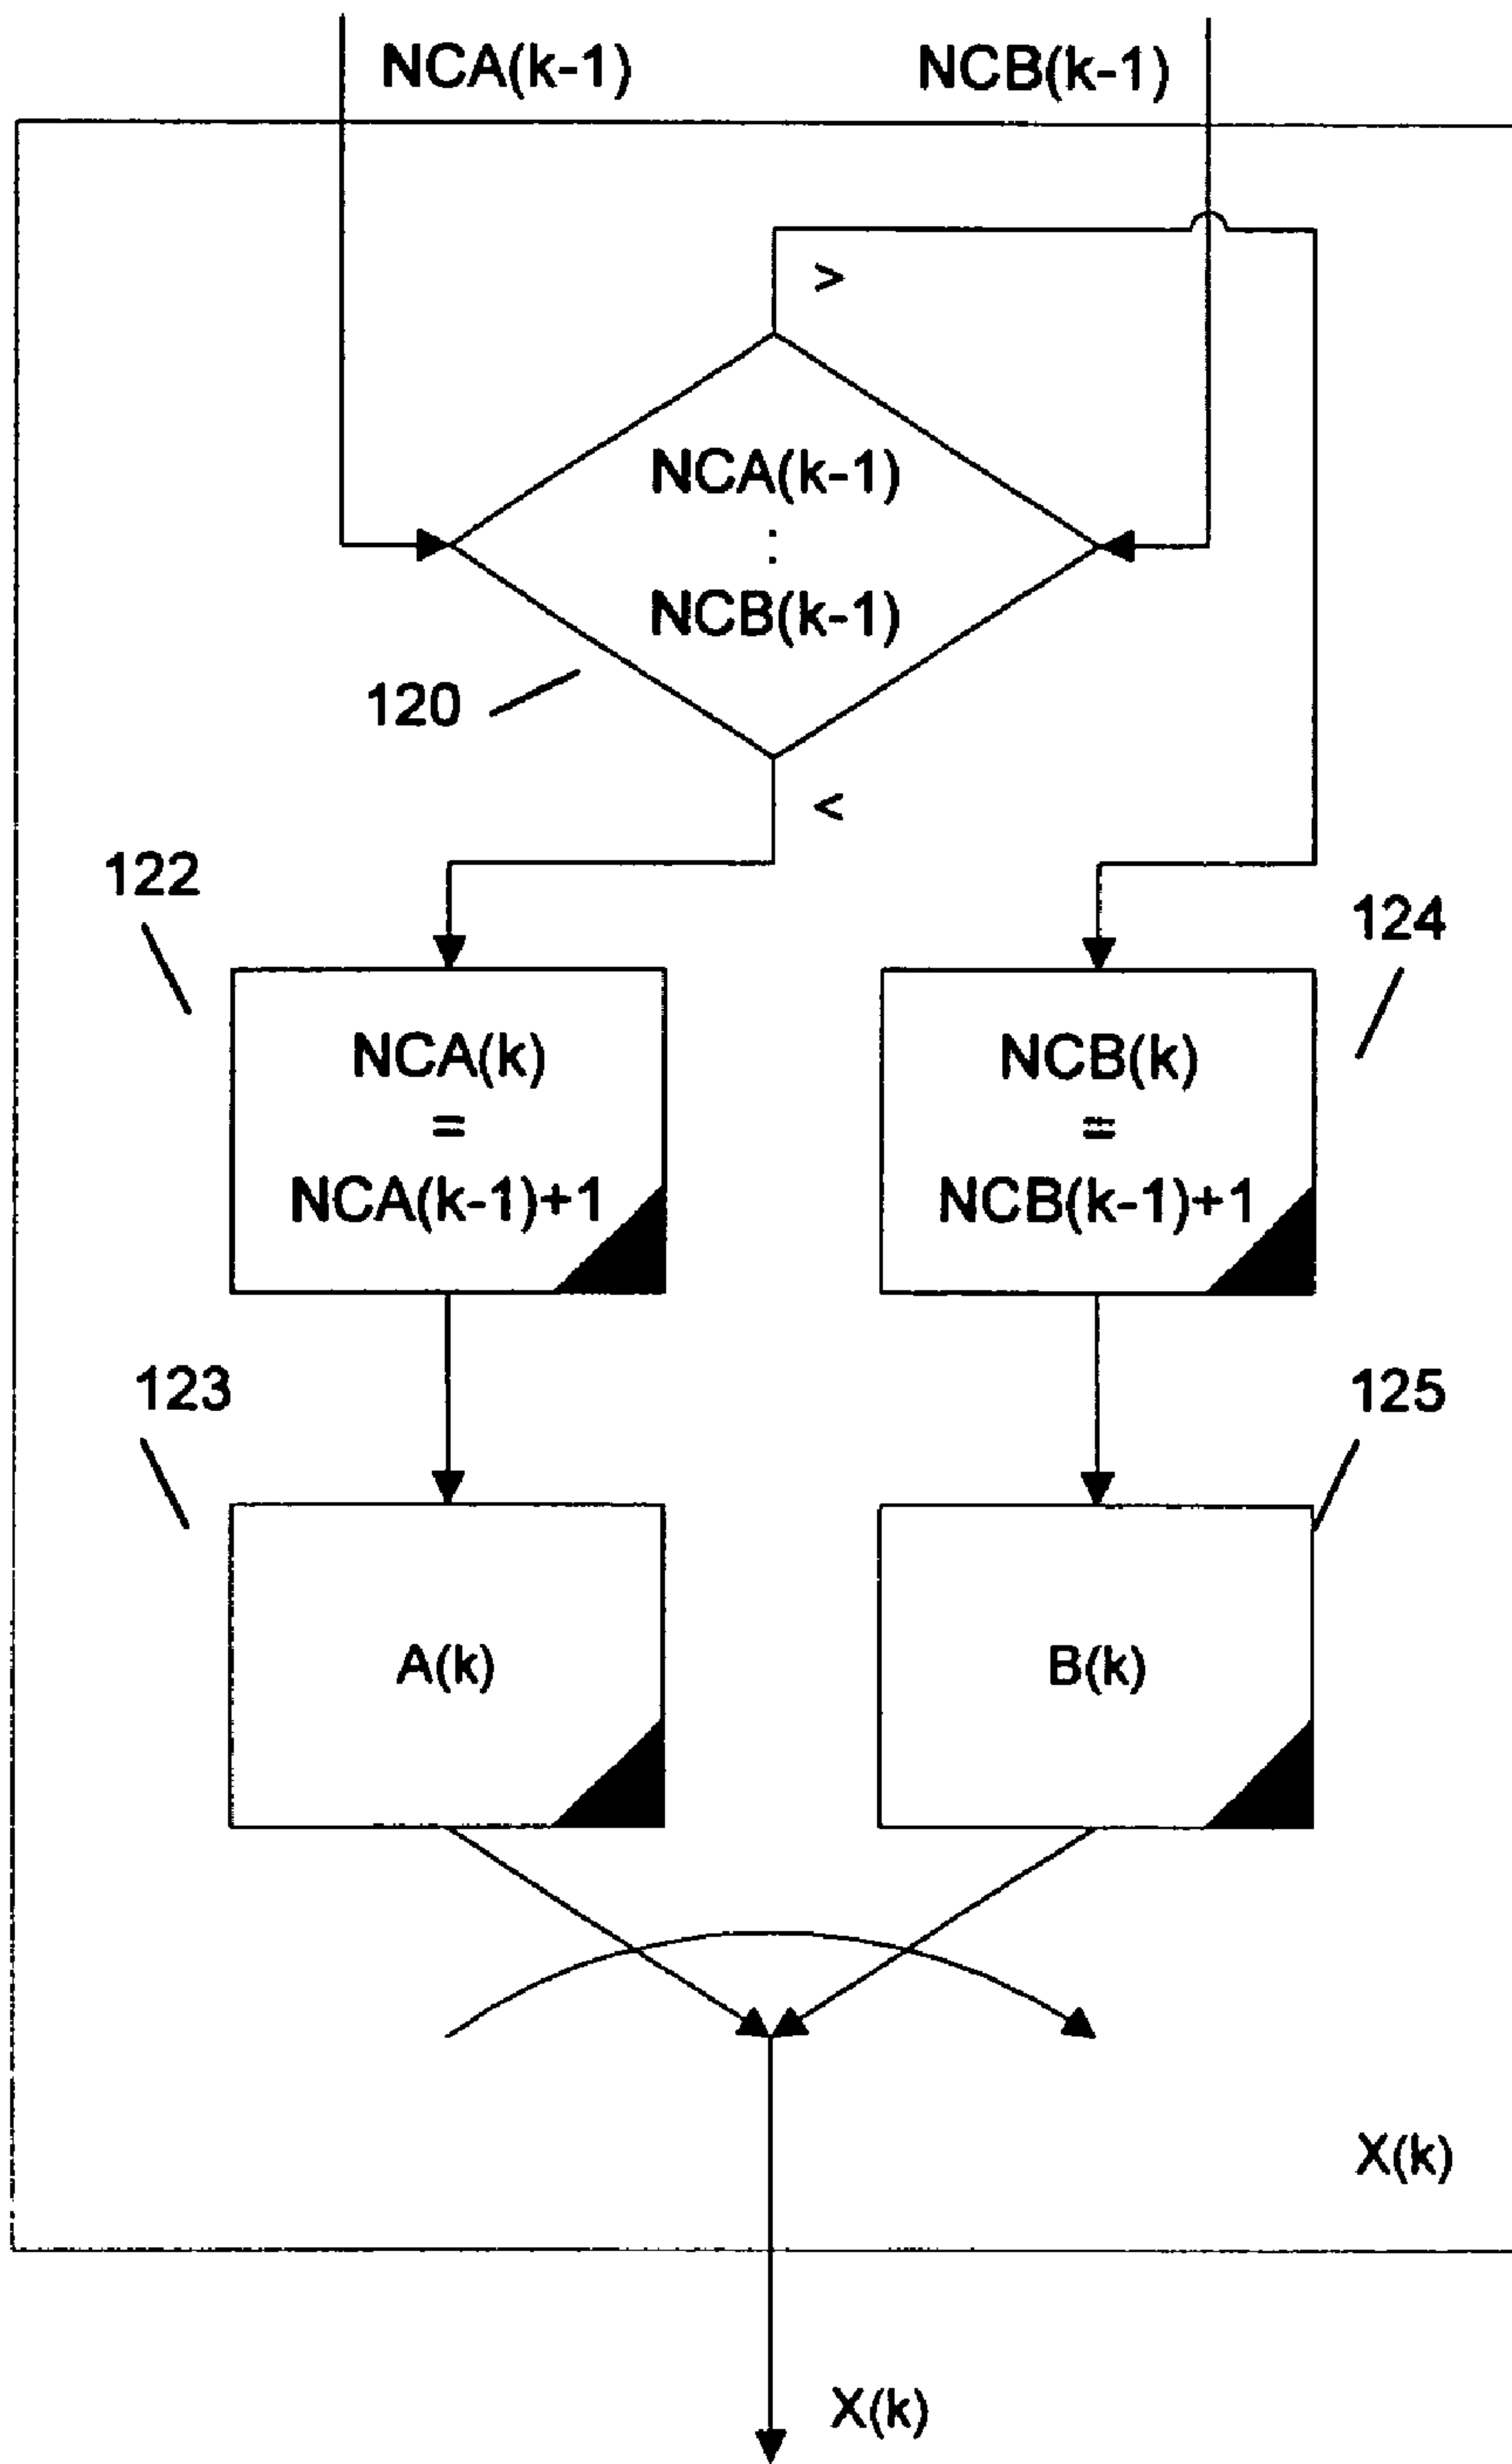 NCA(k-1)
NCB(k-1)
>
NCA(k-1)
:
NCB(k-1)
120
<
122
124
NCA(k)
=
NCA(k-1)+1
NCB(k)
=
NCB(k-1)+1
123
125
A(k)
B(k)
X(k)
X(k)